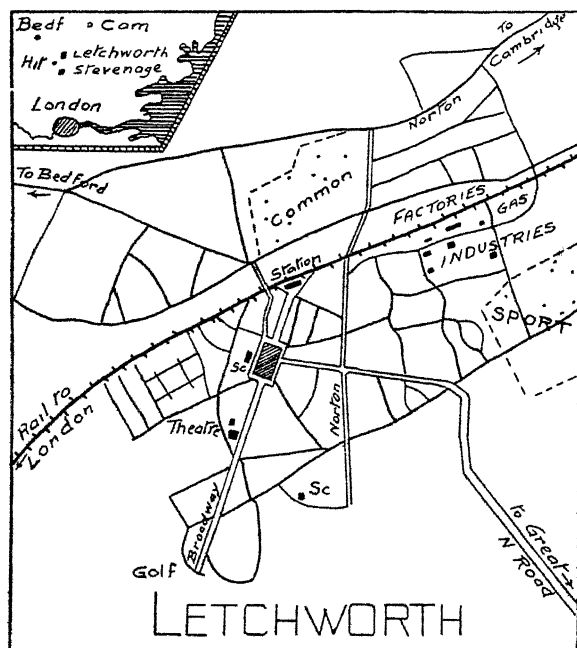 Bedf Cam
Hit Letchworth
Stevenage
London
To
Cambridge
Norton
To Bedford
Common
FACTORIES
GAS
Station
INDUSTRIES
SPORT
Sc
Rail to
London
Norton
Theatre
Sc
Broadway
To Great
N Road
Golf
LETCHWORTH